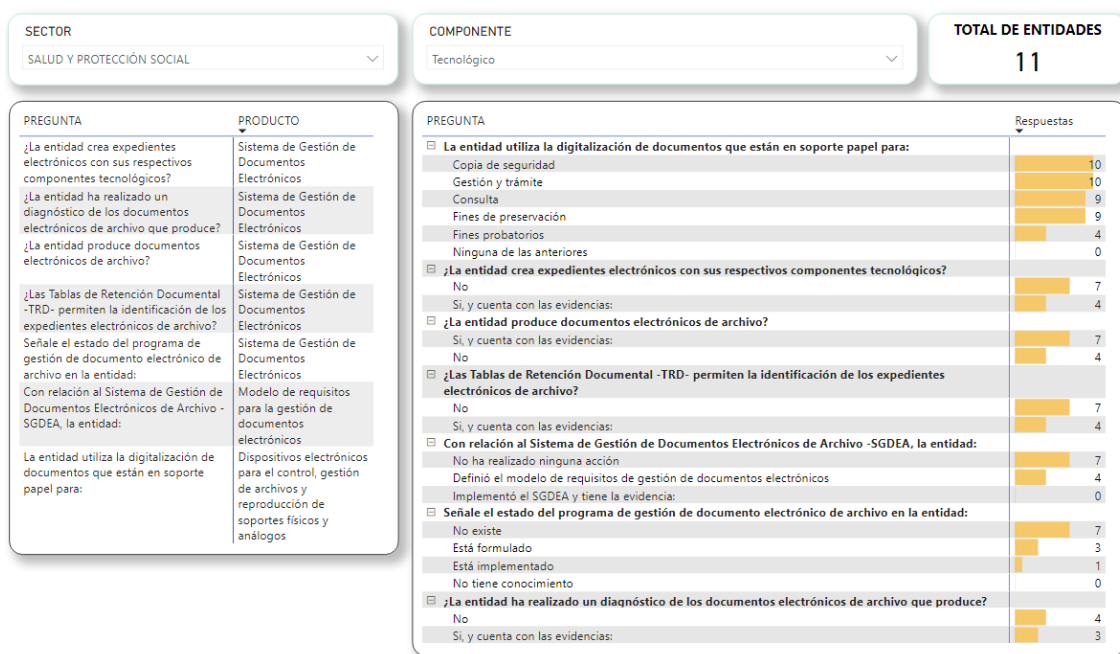 SECTOR
SALUD Y PROTECCIÓN SOCIAL
COMPONENTE
Tecnológico
TOTAL DE ENTIDADES
11
PREGUNTA PRODUCTO
¿La entidad crea expedientes
electrónicos con sus respectivos
componentes tecnológicos?
Sistema de Gestión de
Documentos
Electrónicos
¿La entidad ha realizado un
diagnóstico de los documentos
electrónicos de archivo que produce?
Sistema de Gestión de
Documentos
Electrónicos
¿La entidad produce documentos
electrónicos de archivo?
Sistema de Gestión de
Documentos
Electrónicos
¿Las Tablas de Retención Documental
-TRD- permiten la identificación de los
expedientes electrónicos de archivo?
Sistema de Gestión de
Documentos
Electrónicos
Señale el estado del programa de
gestión de documento electrónico de
archivo en la entidad:
Sistema de Gestión de
Documentos
Electrónicos
Con relación al Sistema de Gestión de
Documentos Electrónicos de Archivo -
SGDEA, la entidad:
Modelo de requisitos
para la gestión de
documentos
electrónicos
La entidad utiliza la digitalización de
documentos que están en soporte
papel para:
Dispositivos electrónicos
para el control, gestión
de archivos y
reproducción de
soportes físicos y
análogos
PREGUNTA Respuestas
La entidad utiliza la digitalización de documentos que están en soporte papel para:
Copia de seguridad 10
Gestión y trámite 10
Consulta 9
Fines de preservación 9
Fines probatorios 4
Ninguna de las anteriores 0
¿La entidad crea expedientes electrónicos con sus respectivos componentes tecnológicos?
No 7
Si, y cuenta con las evidencias: 4
¿La entidad produce documentos electrónicos de archivo?
Si, y cuenta con las evidencias: 7
No 4
¿Las Tablas de Retención Documental -TRD- permiten la identificación de los expedientes
electrónicos de archivo?
No 7
Si, y cuenta con las evidencias: 4
Con relación al Sistema de Gestión de Documentos Electrónicos de Archivo -SGDEA, la entidad:
No ha realizado ninguna acción 7
Definió el modelo de requisitos de gestión de documentos electrónicos 4
Implementó el SGDEA y tiene la evidencia: 0
Señale el estado del programa de gestión de documento electrónico de archivo en la entidad:
No existe 7
Está formulado 3
Está implementado 1
No tiene conocimiento 0
¿La entidad ha realizado un diagnóstico de los documentos electrónicos de archivo que produce?
No 4
Si, y cuenta con las evidencias: 3